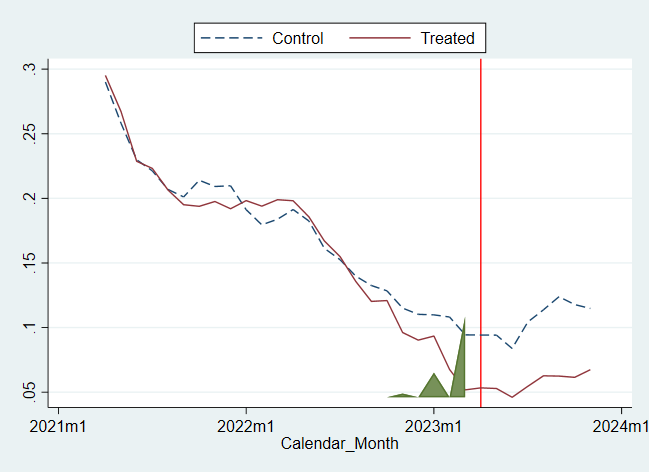 Control Treated
.3
.25
.2
.15
.1
.05
2021m1 2022m1 2023m1 2024m1
Calendar_Month